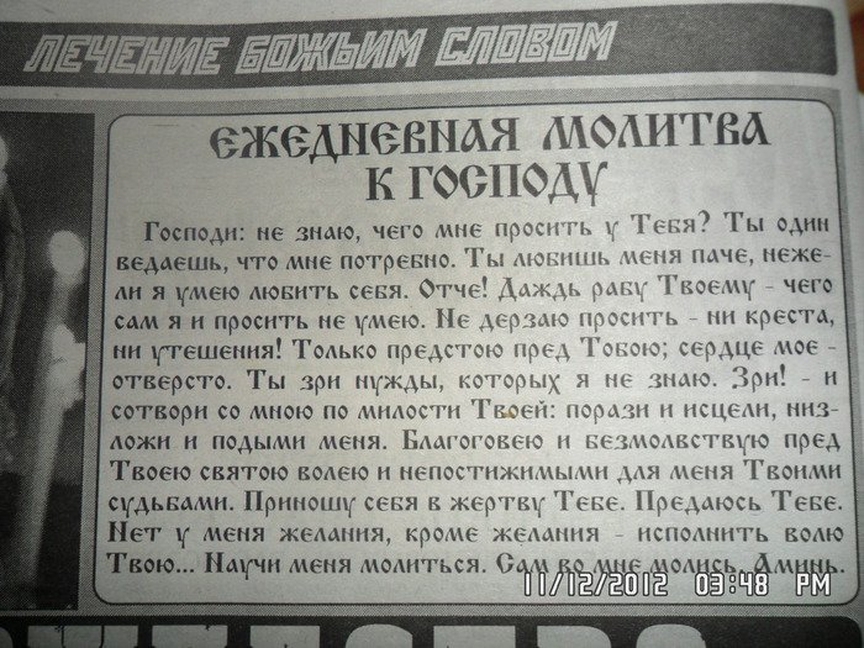 ЛЕЧЕНИЕ БОЖЬИМ СЛОВОМ
ЕЖЕДНЕВНАЯ МОЛИТВА
К ГОСПОДУ
Господи: не знаю, чего мне просить у Тебя? Ты один
ведаешь, что мне потребно. Ты любишь меня паче, неже-
ли я умею любить себя. Отче! Даждь рабу Твоему - чего
сам я и просить не умею. Не дерзаю просить - ни креста,
ни утешения! Только предстою пред Тобою; сердце мое -
отверсто. Ты зри нужды, которых я не знаю. Зри! - и
сотвори со мною по милости Твоей: порази и исцели, низ-
ложи и подыми меня. Благоговею и безмолвствую пред
Твоею святою волею и непостижимыми для меня Твоими
судьбами. Приношу себя в жертву Тебе. Предаюсь Тебе.
Нет у меня желания, кроме желания - исполнить волю
Твою... Научи меня молиться. Сам во мне молись. Аминь.
11/12/2012 03:48 PM